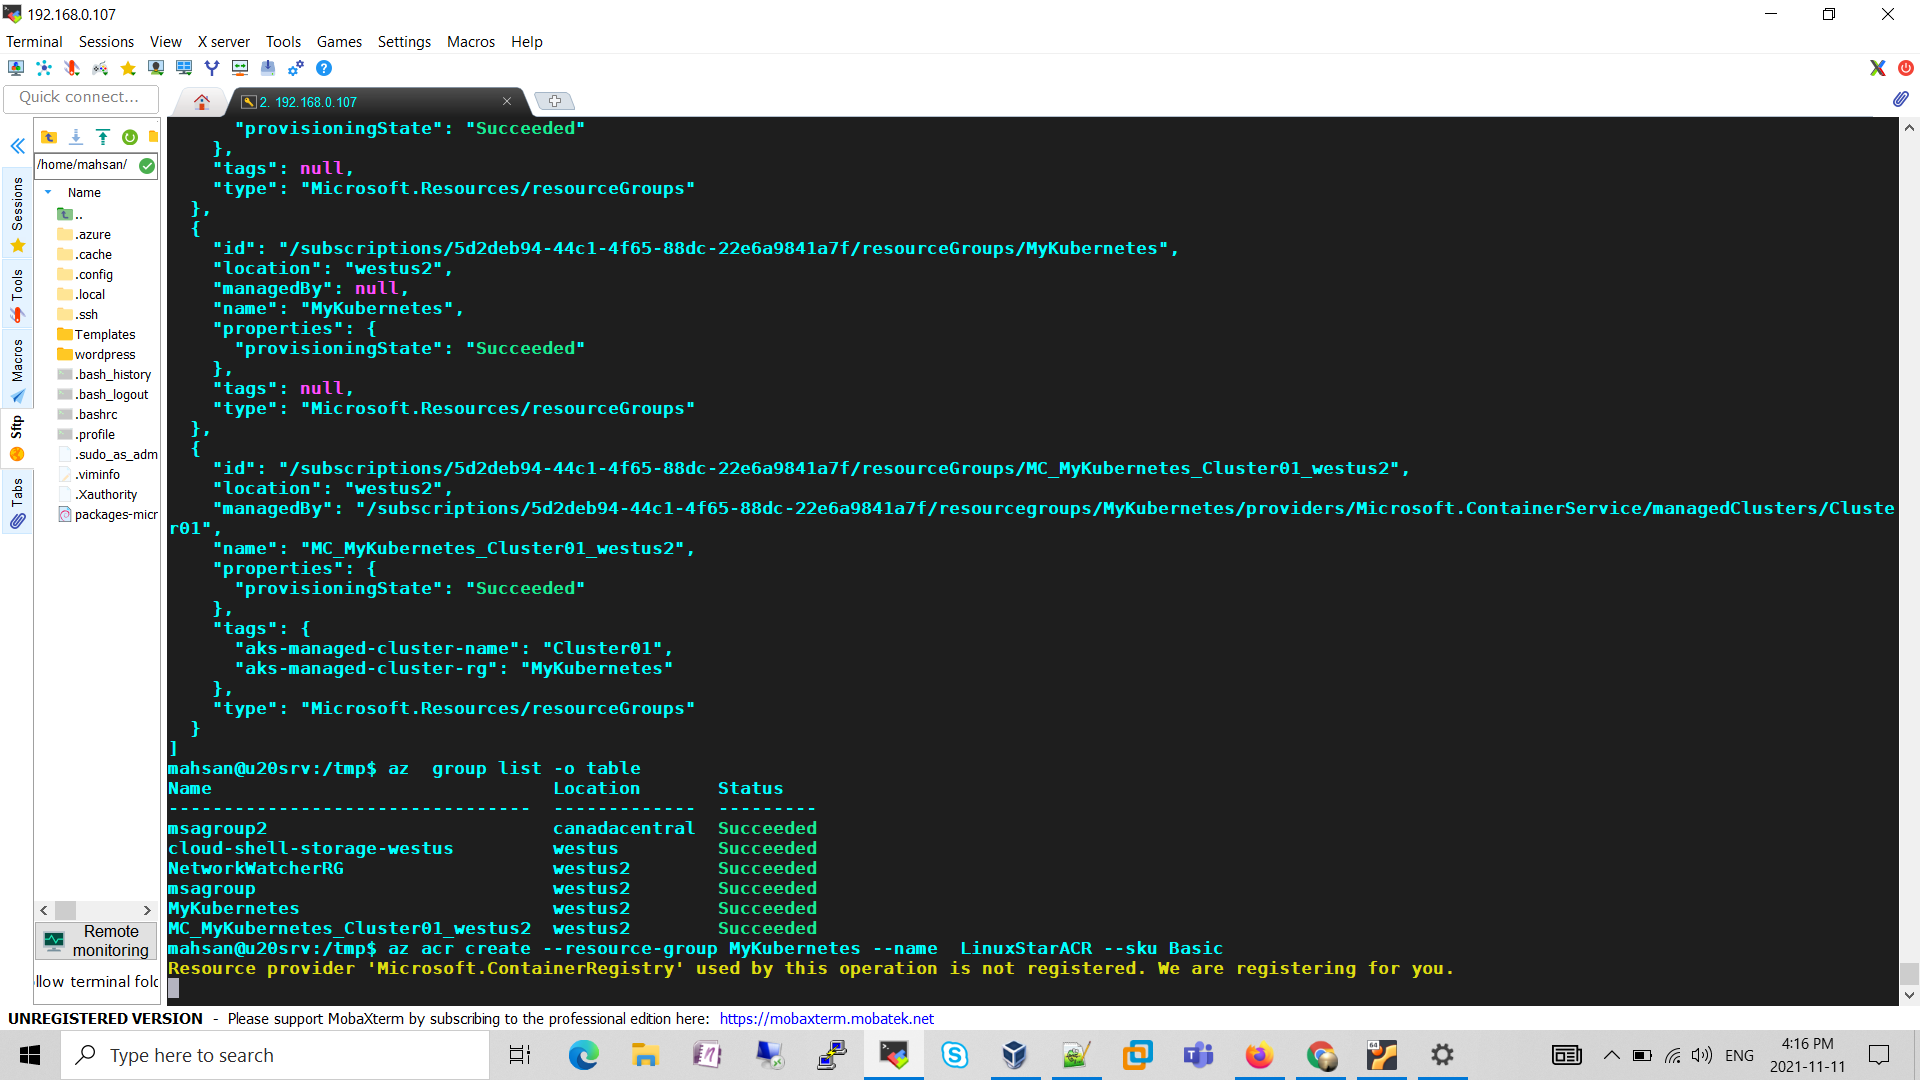 192.168.0.107
Terminal Sessions View X server Tools Games Settings Macros Help
Quick connect...
2. 192.168.0.107
/home/mahsan/
Name
..
.azure
.cache
.config
.local
.ssh
Templates
wordpress
.bash_history
.bash_logout
.bashrc
.profile
.sudo_as_adm
.viminfo
.Xauthority
packages-micr
Sessions
Tools
Macros
Sftp
Tabs
Remote
monitoring
llow terminal fold
"provisioningState": "Succeeded"
},
"tags": null,
"type": "Microsoft.Resources/resourceGroups"
},
{
"id": "/subscriptions/5d2deb94-44c1-4f65-88dc-22e6a9841a7f/resourceGroups/MyKubernetes",
"location": "westus2",
"managedBy": null,
"name": "MyKubernetes",
"properties": {
"provisioningState": "Succeeded"
},
"tags": null,
"type": "Microsoft.Resources/resourceGroups"
},
{
"id": "/subscriptions/5d2deb94-44c1-4f65-88dc-22e6a9841a7f/resourceGroups/MC_MyKubernetes_Cluster01_westus2",
"location": "westus2",
"managedBy": "/subscriptions/5d2deb94-44c1-4f65-88dc-22e6a9841a7f/resourcegroups/MyKubernetes/providers/Microsoft.ContainerService/managedClusters/Cluste
r01",
"name": "MC_MyKubernetes_Cluster01_westus2",
"properties": {
"provisioningState": "Succeeded"
},
"tags": {
"aks-managed-cluster-name": "Cluster01",
"aks-managed-cluster-rg": "MyKubernetes"
},
"type": "Microsoft.Resources/resourceGroups"
}
]
mahsan@u20srv:/tmp$ az  group list -o table
Name Location Status
--------------------------------- ------------- ---------
msagroup2 canadacentral Succeeded
cloud-shell-storage-westus westus Succeeded
NetworkWatcherRG westus2 Succeeded
msagroup westus2 Succeeded
MyKubernetes westus2 Succeeded
MC_MyKubernetes_Cluster01_westus2 westus2 Succeeded
mahsan@u20srv:/tmp$ az acr create --resource-group MyKubernetes --name  LinuxStarACR --sku Basic
Resource provider 'Microsoft.ContainerRegistry' used by this operation is not registered. We are registering for you.
UNREGISTERED VERSION - Please support MobaXterm by subscribing to the professional edition here: https://mobaxterm.mobatek.net
Type here to search
64
ENG
4:16 PM
2021-11-11